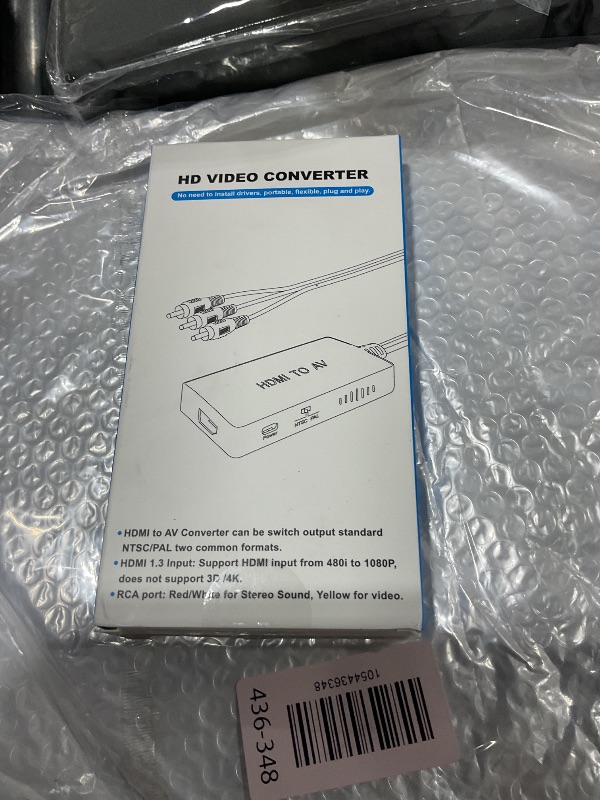 HD VIDEO CONVERTER
No need to install drivers, portable, flexible, plug and play.
HDMI TO AV
Power
NTSC PAL
•HDMI to AV Converter can be switch output standard
NTSC/PAL two common formats.
•HDMI 1.3 Input: Support HDMI input from 480i to 1080P,
does not support 3D /4K.
•RCA port: Red/White for Stereo Sound, Yellow for video.
1054436348
436-348